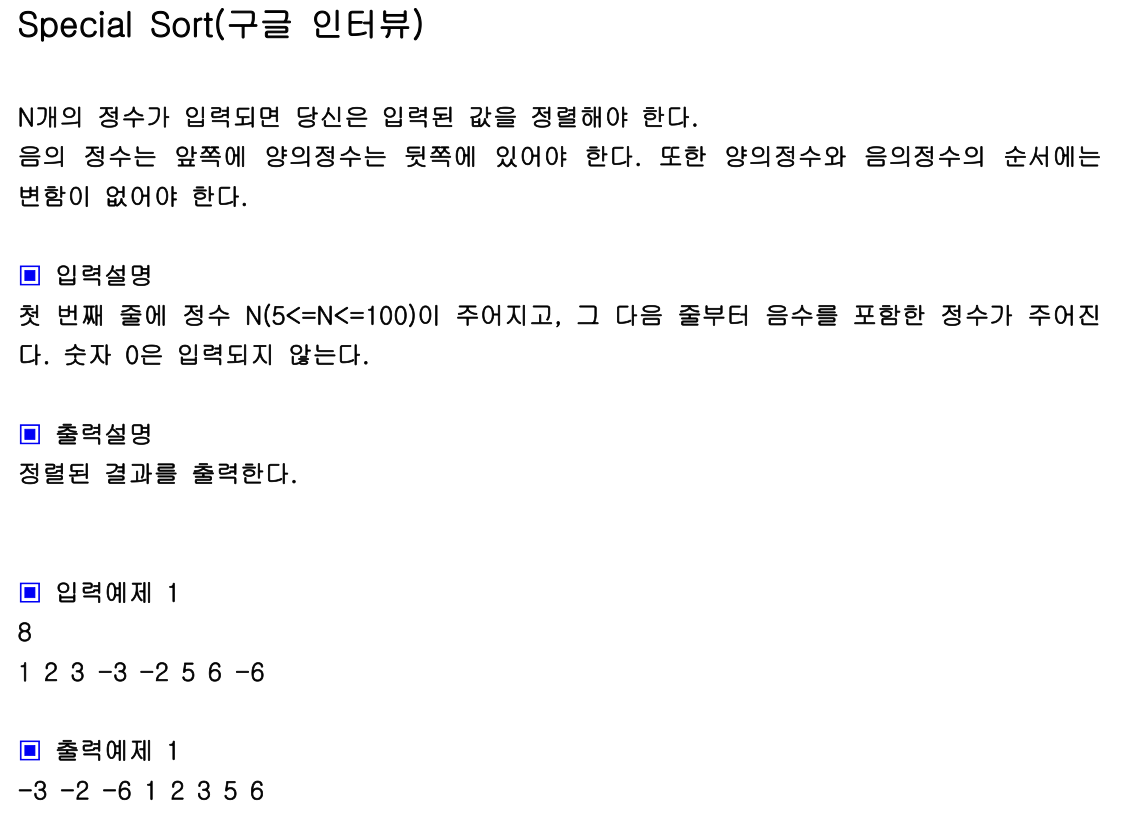 Special Sort(구글 인터뷰)
N개의 정수가 입력되면 당신은 입력된 값을 정렬해야 한다.
음의 정수는 앞쪽에 양의정수는 뒷쪽에 있어야 한다. 또한 양의정수와 음의정수의 순서에는
변함이 없어야 한다.
▣ 입력설명
첫 번째 줄에 정수 N(5<=N<=100)이 주어지고, 그 다음 줄부터 음수를 포함한 정수가 주어진
다. 숫자 0은 입력되지 않는다.
▣ 출력설명
정렬된 결과를 출력한다.
▣ 입력예제 1
8
1 2 3 -3 -2 5 6 -6
▣ 출력예제 1
-3 -2 -6 1 2 3 5 6